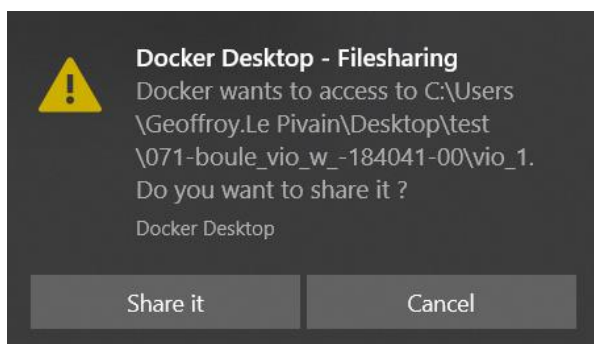 Docker Desktop - Filesharing
Docker wants to access to C:\Users
\Geoffroy.Le Pivain\Desktop\test
\071-boule_vio_w_-184041-00\vio_1.
Do you want to share it ?
Docker Desktop
Share it
Cancel